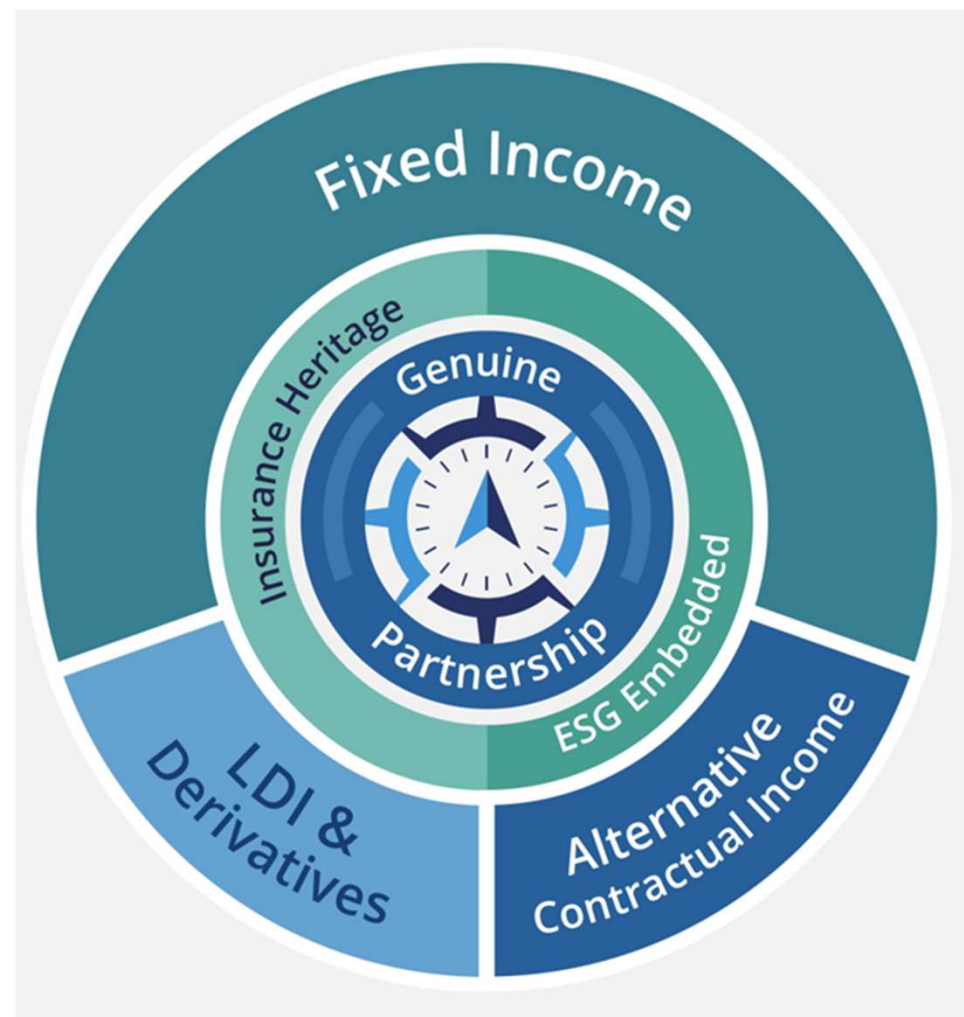 Fixed Income
Insurance Heritage
Genuine
Partnership
ESG Embedded
LDI &
Derivatives
Alternative
Contractual Income